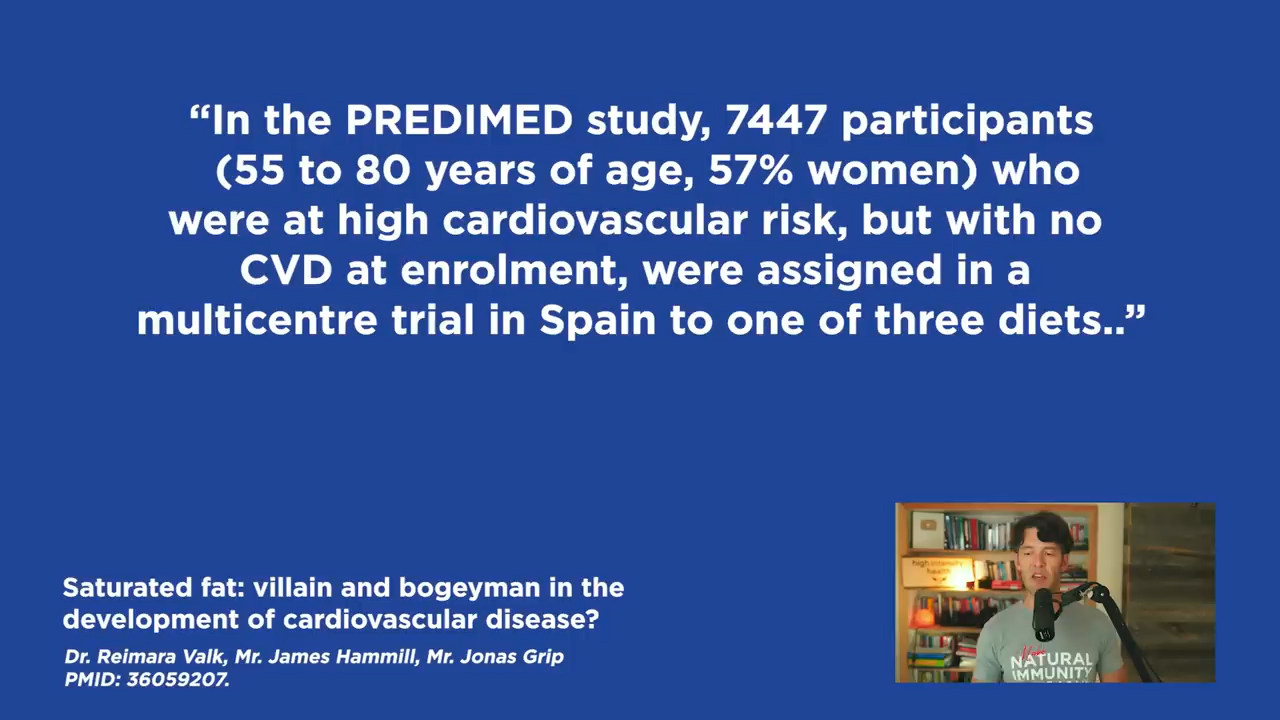 “In the PREDIMED study, 7447 participants
(55 to 80 years of age, 57% women) who
were at high cardiovascular risk, but with no
CVD at enrolment, were assigned in a
multicentre trial in Spain to one of three diets..”
Saturated fat: villain and bogeyman in the
development of cardiovascular disease?
Dr. Reimara Valk, Mr. James Hammill, Mr. Jonas Grip
PMID: 36059207.
high intensity
health
NATURAL
IMMUNITY